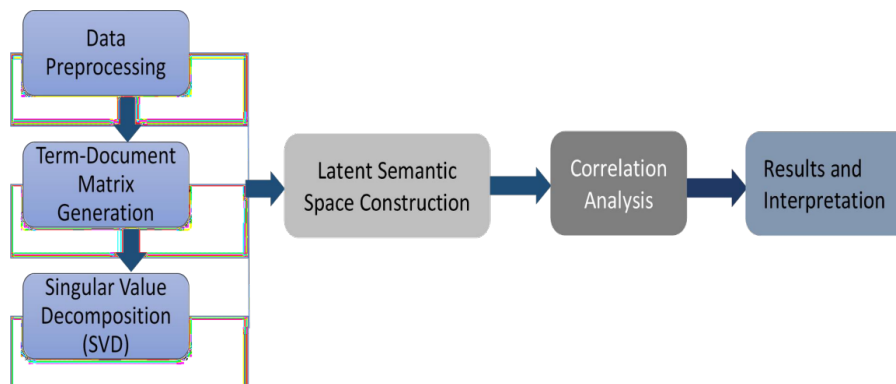 Data
Preprocessing
Term-Document
Matrix
Generation
Singular Value
Decomposition
(SVD)
Latent Semantic
Space Construction
Correlation
Analysis
Results and
Interpretation